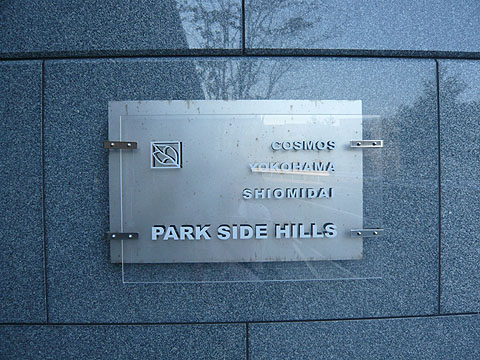 COSMOS
YOKOHAMA
SHIOMIDAI
PARK SIDE HILLS